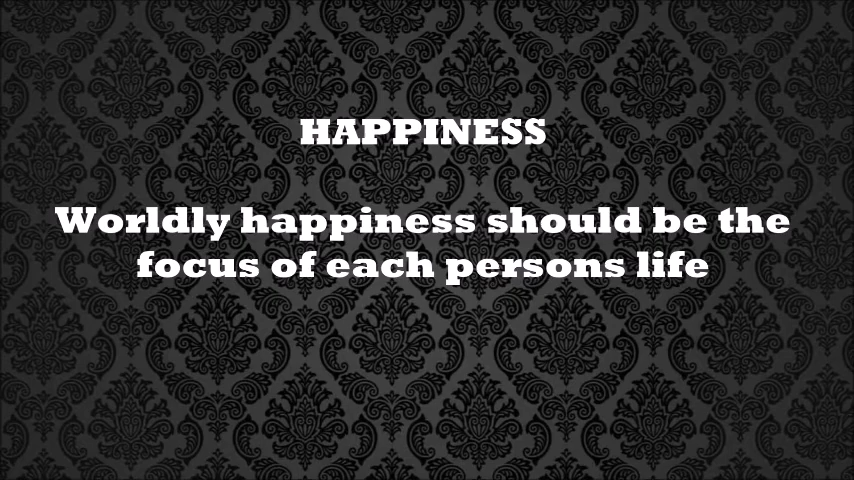 HAPPINESS
Worldly happiness should be the
focus of each persons life